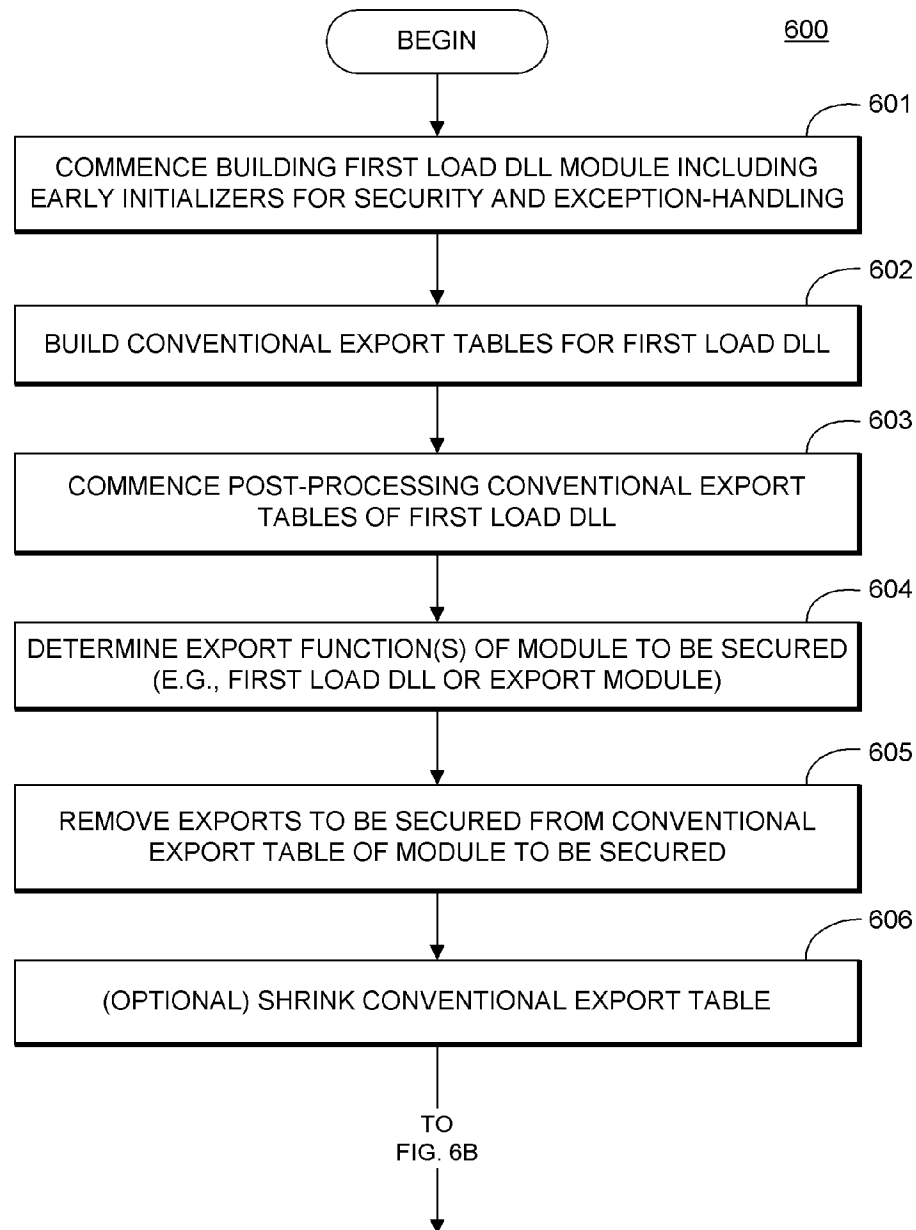 BEGIN
600
601
COMMENCE BUILDING FIRST LOAD DLL MODULE INCLUDING
EARLY INITIALIZERS FOR SECURITY AND EXCEPTION-HANDLING
602
BUILD CONVENTIONAL EXPORT TABLES FOR FIRST LOAD DLL
603
COMMENCE POST-PROCESSING CONVENTIONAL EXPORT
TABLES OF FIRST LOAD DLL
604
DETERMINE EXPORT FUNCTION(S) OF MODULE TO BE SECURED
(E.G., FIRST LOAD DLL OR EXPORT MODULE)
605
REMOVE EXPORTS TO BE SECURED FROM CONVENTIONAL
EXPORT TABLE OF MODULE TO BE SECURED
606
(OPTIONAL) SHRINK CONVENTIONAL EXPORT TABLE
TO
FIG. 6B